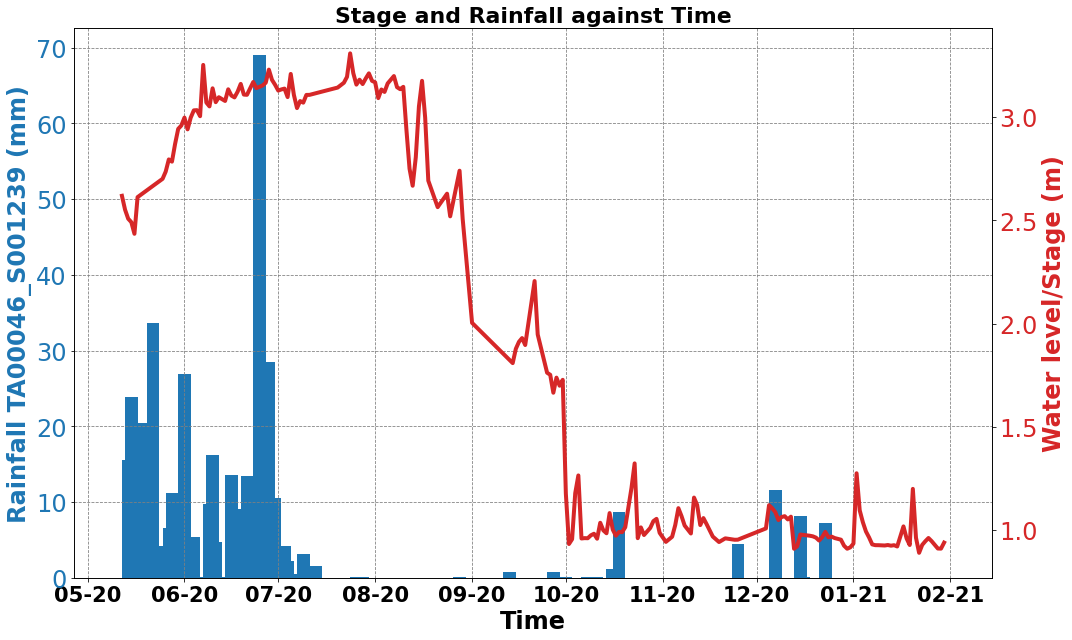 Stage and Rainfall against Time
Rainfall TA00046_S001239 (mm)
70
60
50
40
30
20
10
0
Water level/Stage (m)
3.0
2.5
2.0
1.5
1.0
05-20 06-20 07-20 08-20 09-20 10-20 11-20 12-20 01-21 02-21
Time